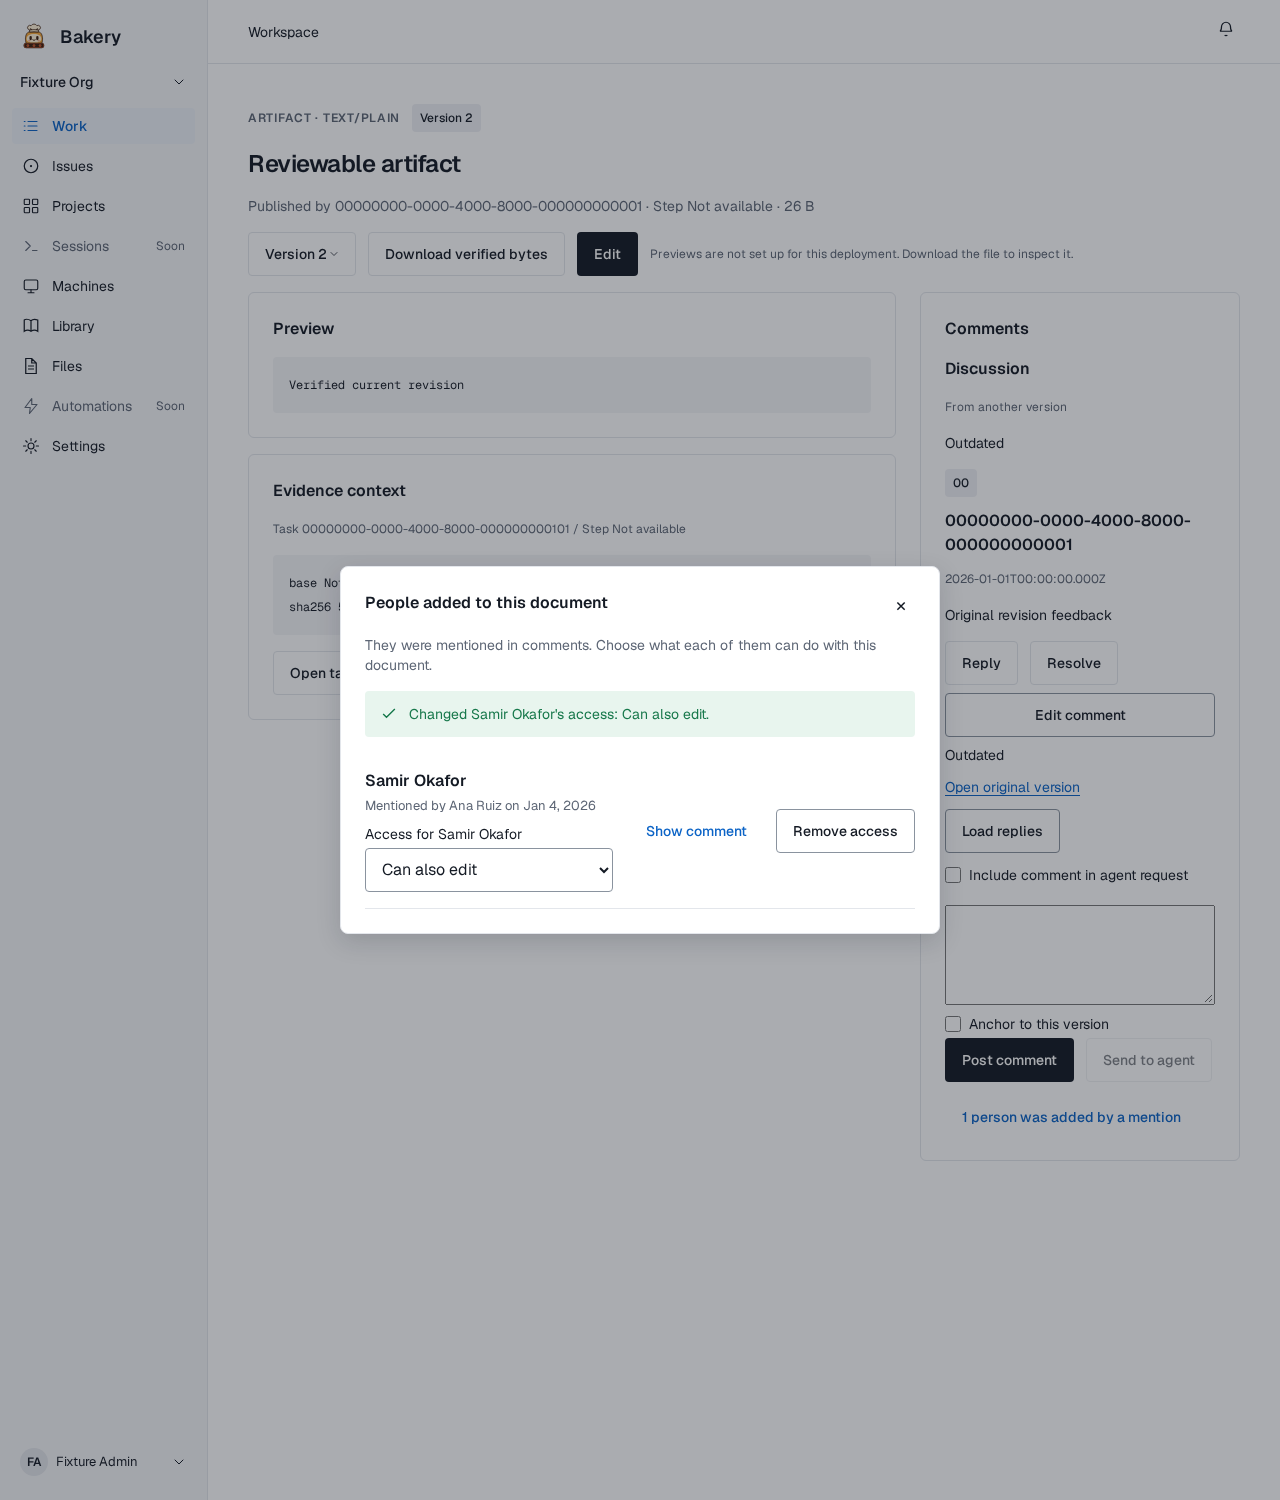 Bakery
Fixture Org
Work
Issues
Projects
Sessions Soon
Machines
Library
Files
Automations Soon
Settings
FA Fixture Admin
Workspace
ARTIFACT · TEXT/PLAIN Version 2
Reviewable artifact
Published by 00000000-0000-4000-8000-000000000001 · Step Not available · 26 B
Version 2 Download verified bytes Edit Previews are not set up for this deployment. Download the file to inspect it.
Preview
Verified current revision
Evidence context
Task 00000000-0000-4000-8000-000000000101 / Step Not available
base
sha256
Open
People added to this document
They were mentioned in comments. Choose what each of them can do with this
document.
Changed Samir Okafor's access: Can also edit.
Samir Okafor
Mentioned by Ana Ruiz on Jan 4, 2026
Access for Samir Okafor
Can also edit
Show comment Remove access
Comments
Discussion
From another version
Outdated
00
00000000-0000-4000-8000-
000000000001
2026-01-01T00:00:00.000Z
Original revision feedback
Reply Resolve
Edit comment
Outdated
Open original version
Load replies
Include comment in agent request
Anchor to this version
Post comment Send to agent
1 person was added by a mention